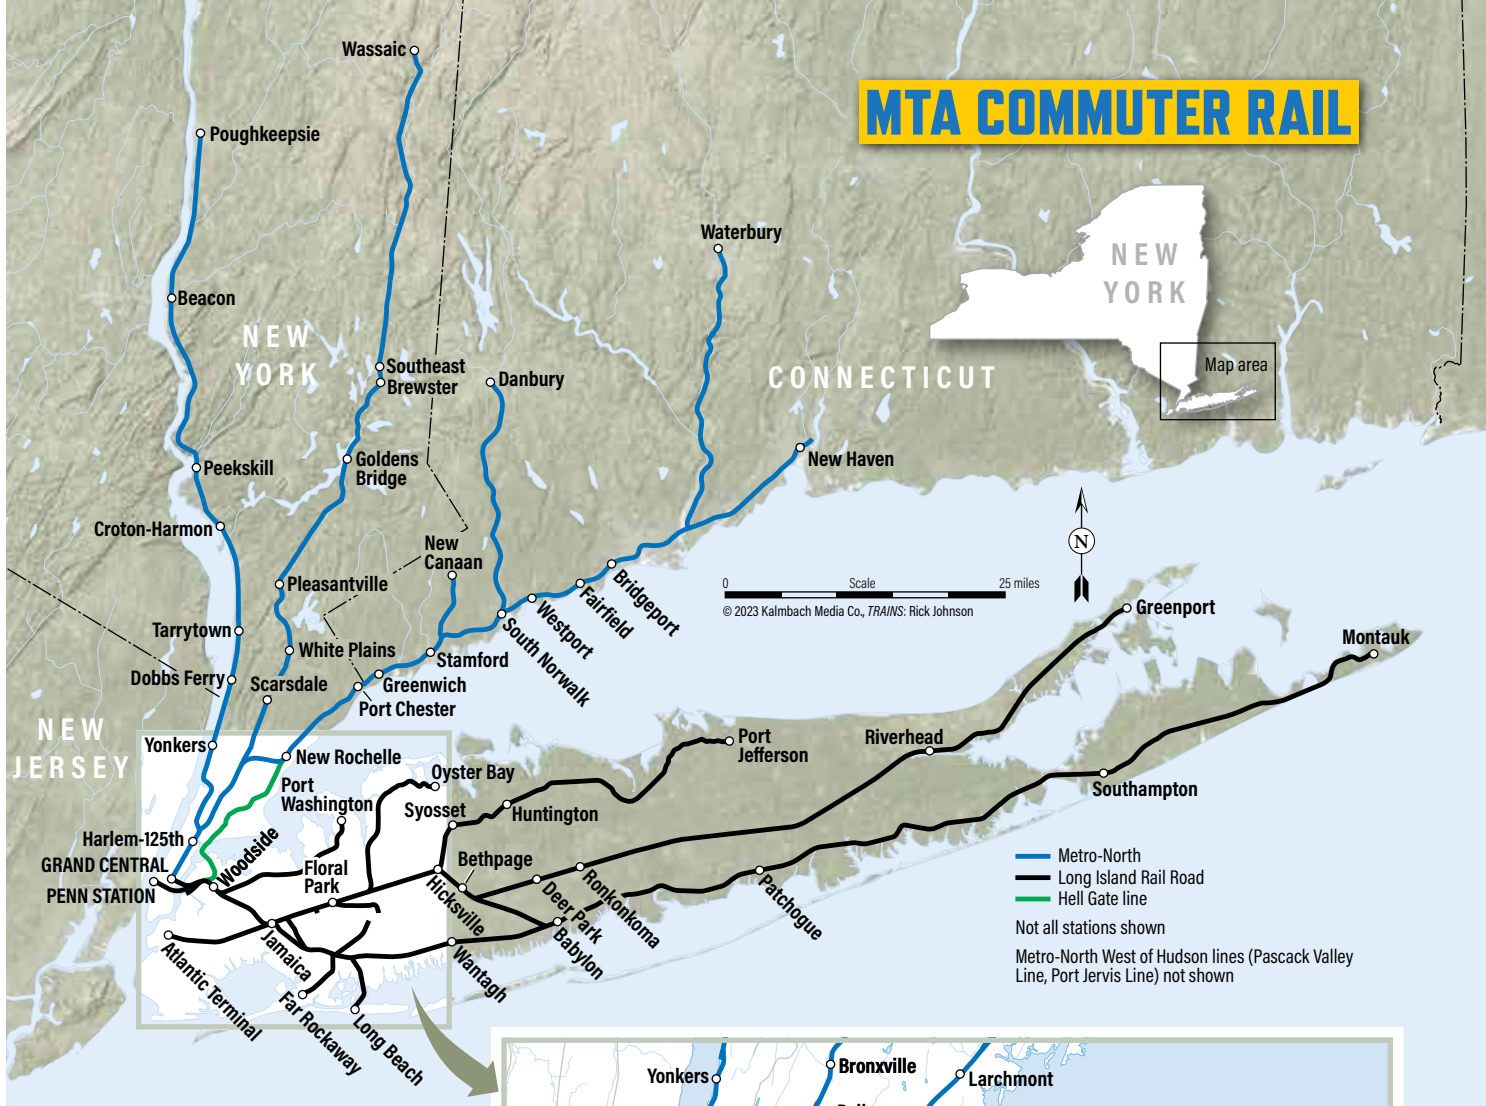 Wassaic
MTA COMMUTER RAIL
Poughkeepsie
Waterbury
NEW
YORK
Beacon
NEW
YORK
Southeast
Brewster
Danbury
CONNECTICUT
Map area
Goldens
Bridge
New Haven
Peekskill
Croton-Harmon
New
Canaan
N
Pleasantville
Bridgeport
0 Scale 25 miles
© 2023 Kalmbach Media Co., TRAINS: Rick Johnson
Fairfield
Westport
South Norwalk
Greenport
Tarrytown
White Plains
Stamford
Montauk
Dobbs Ferry
Scarsdale
Greenwich
Port Chester
NEW
JERSEY
Yonkers
New Rochelle
Port
Jefferson
Riverhead
Port
Washington
Oyster Bay
Syosset
Huntington
Southampton
Harlem-125th
GRAND CENTRAL
PENN STATION
Woodside
Floral
Park
Bethpage
Hicksville
Deer Park
Ronkonkoma
Babylon
Patchogue
Metro-North
Long Island Rail Road
Hell Gate line
Not all stations shown
Metro-North West of Hudson lines (Pascack Valley
Line, Port Jervis Line) not shown
Atlantic Terminal
Jamaica
Wantagh
Far Rockaway
Long Beach
Yonkers
Bronxville
Larchmont